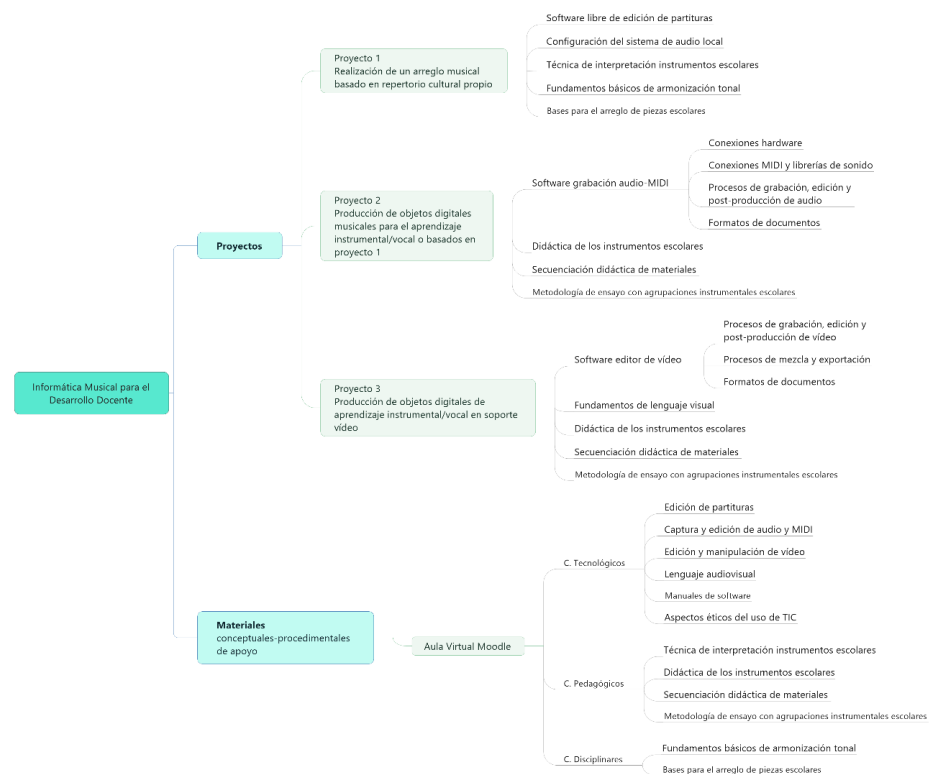 Informática Musical para el
Desarrollo Docente
Proyectos
Proyecto 1
Realización de un arreglo musical
basado en repertorio cultural propio
Software libre de edición de partituras
Configuración del sistema de audio local
Técnica de interpretación instrumentos escolares
Fundamentos básicos de armonización tonal
Bases para el arreglo de piezas escolares
Proyecto 2
Producción de objetos digitales
musicales para el aprendizaje
instrumental/vocal o basados en
proyecto 1
Software grabación audio-MIDI
Conexiones hardware
Conexiones MIDI y librerías de sonido
Procesos de grabación, edición y
post-producción de audio
Formatos de documentos
Didáctica de los instrumentos escolares
Secuenciación didáctica de materiales
Metodología de ensayo con agrupaciones instrumentales escolares
Proyecto 3
Producción de objetos digitales de
aprendizaje instrumental/vocal en soporte
vídeo
Software editor de vídeo
Procesos de grabación, edición y
post-producción de vídeo
Procesos de mezcla y exportación
Formatos de documentos
Fundamentos de lenguaje visual
Didáctica de los instrumentos escolares
Secuenciación didáctica de materiales
Metodología de ensayo con agrupaciones instrumentales escolares
Materiales
conceptuales-procedimentales
de apoyo
Aula Virtual Moodle
C. Tecnológicos
Edición de partituras
Captura y edición de audio y MIDI
Edición y manipulación de vídeo
Lenguaje audiovisual
Manuales de software
Aspectos éticos del uso de TIC
C. Pedagógicos
Técnica de interpretación instrumentos escolares
Didáctica de los instrumentos escolares
Secuenciación didáctica de materiales
Metodología de ensayo con agrupaciones instrumentales escolares
C. Disciplinares
Fundamentos básicos de armonización tonal
Bases para el arreglo de piezas escolares